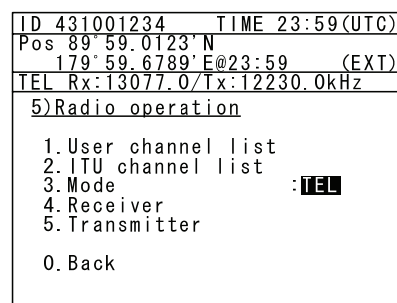 ID 431001234 TIME 23:59(UTC)
Pos 89°59.0123'N
179°59.6789'E@23:59 (EXT)
TEL Rx:13077.0/Tx:12230.0kHz
5)Radio operation
1.User channel list
2.ITU channel list
3.Mode :TEL
4.Receiver
5.Transmitter
0.Back